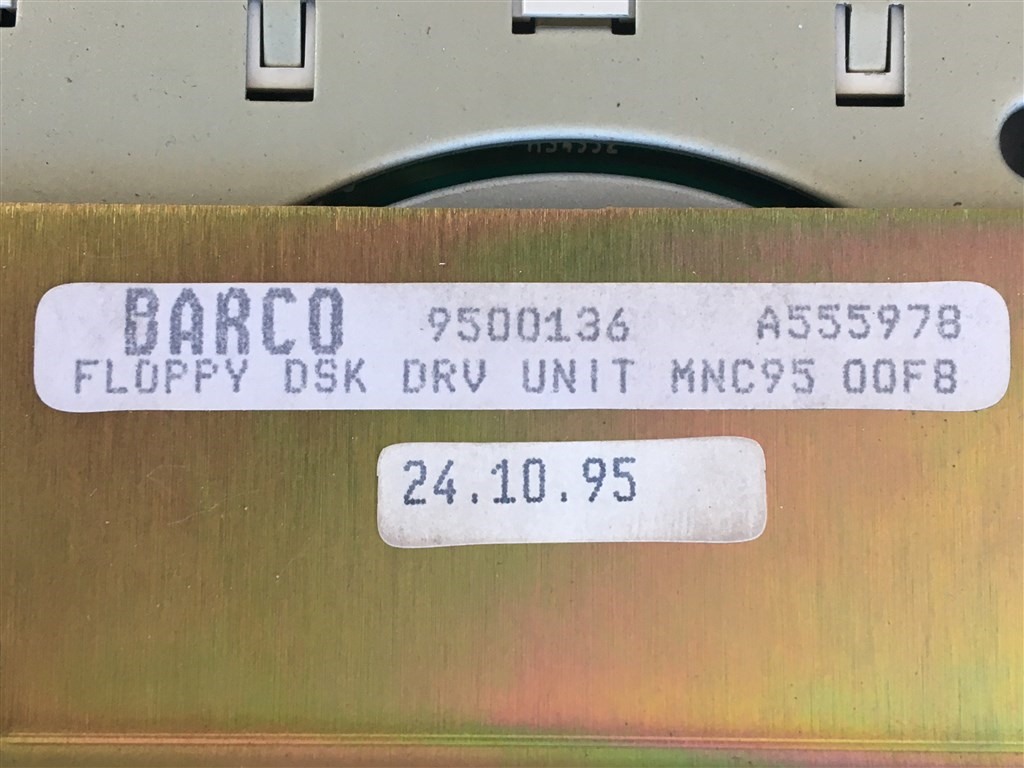 BARCO 9500136 A555978
FLOPPY DSK DRV UNIT MNC95 00F8
24.10.95